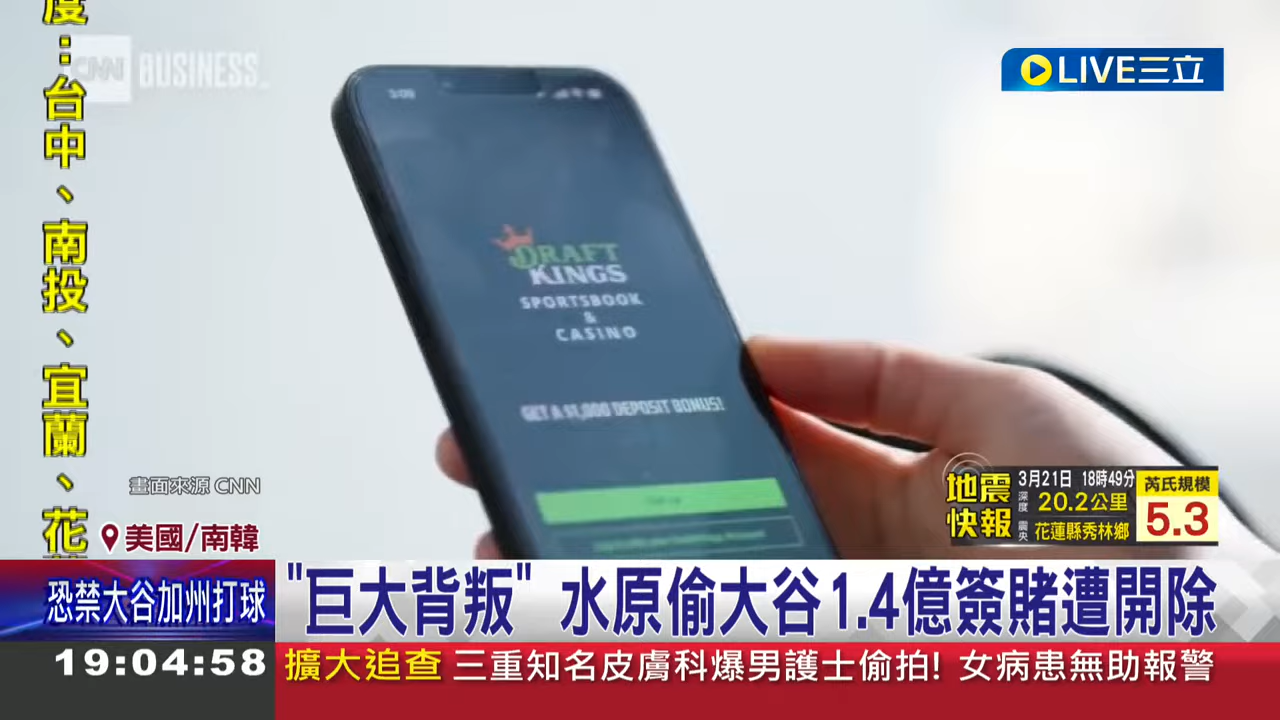 度：台中、南投、宜蘭、花
CNN BUSINESS
LIVE三立
3:09
DRAFT
KINGS
SPORTSBOOK
&
CASINO
GET A $1,000 DEPOSIT BONUS!
畫面來源 CNN
美國/南韓
地震
快報
3月21日 18時49分
深度 20.2公里
震央 花蓮縣秀林鄉
芮氏規模
5.3
恐禁大谷加州打球
"巨大背叛" 水原偷大谷1.4億簽賭遭開除
19:04:58
擴大追查 三重知名皮膚科爆男護士偷拍! 女病患無助報警